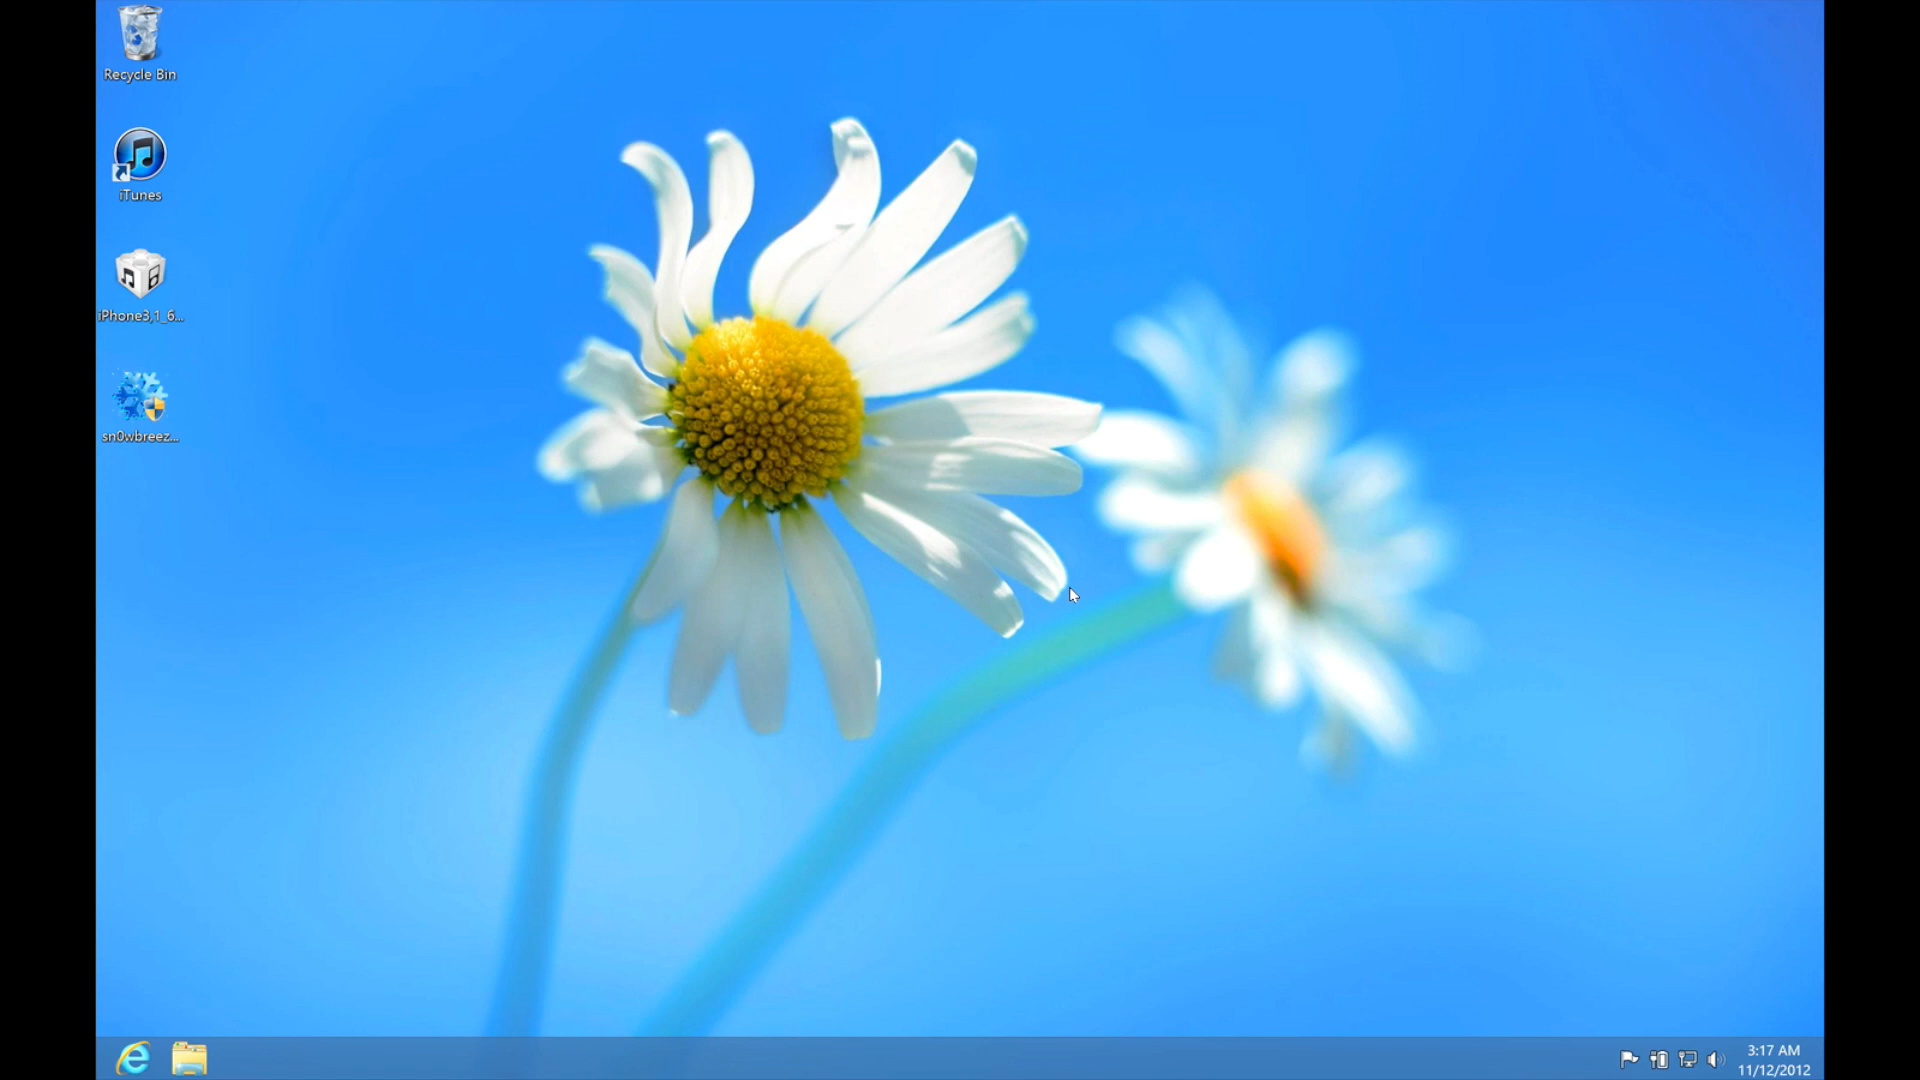 Recycle Bin
iTunes
iPhone3,1_6...
sn0wbreez...
3:17 AM
11/12/2012